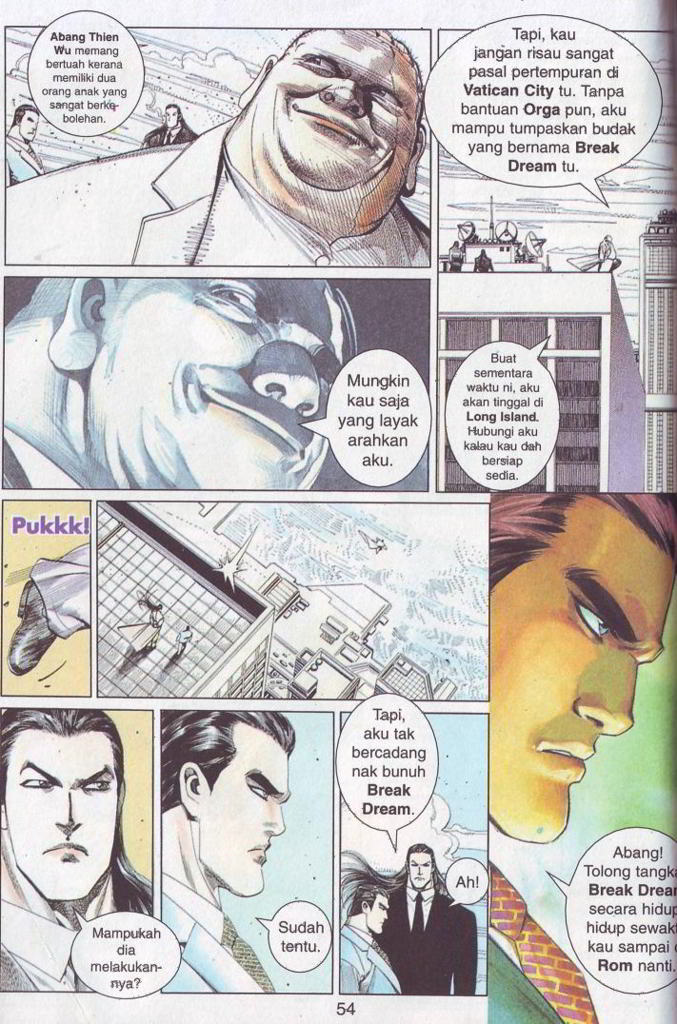 Abang Thien
Wu memang
bertuah kerana
memiliki dua
orang anak yang
sangat berke-
bolehan.
Tapi, kau
jangan risau sangat
pasal pertempuran di
Vatican City tu. Tanpa
bantuan Orga pun, aku
mampu tumpaskan budak
yang bernama Break
Dream tu.
Mungkin
kau saja
yang layak
arahkan
aku.
Buat
sementara
waktu ni, aku
akan tinggal di
Long Island.
Hubungi aku
kalau kau dah
bersiap
sedia.
Pukkk!
Mampukah
dia
melakukan-
nya?
Sudah
tentu.
Tapi,
aku tak
bercadang
nak bunuh
Break
Dream.
Ah!
Abang!
Tolong
Break
secara hidup-
hidup
kau sampai
Rom nanti.
54